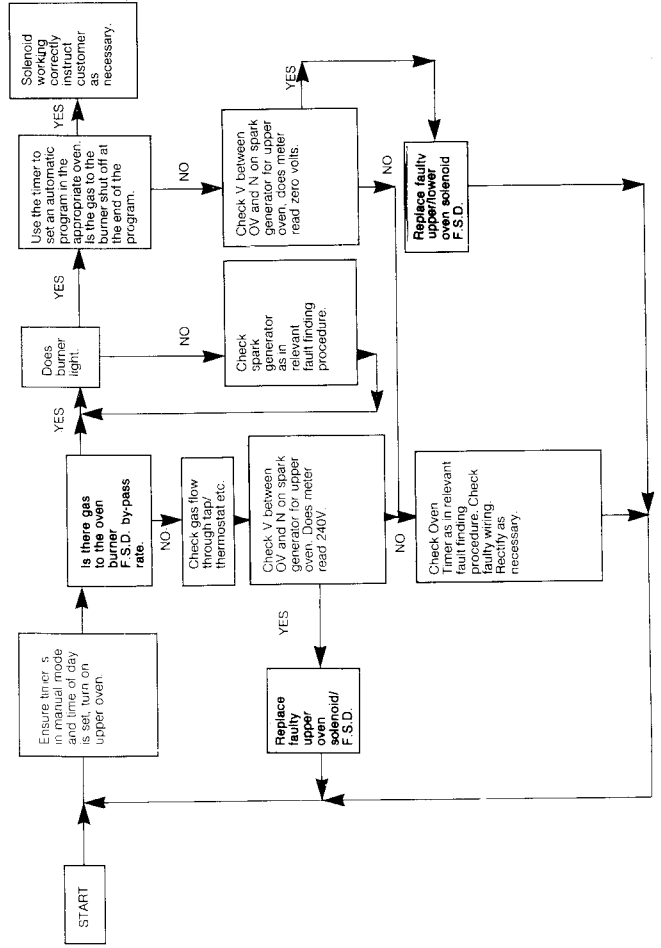 START
Ensure timer is
in manual mode
and time of day
is set, turn on
upper oven.
Is there gas
to the oven
burner
F.S.D. by-pass
rate.
YES
Does
burner
light.
YES
Use the timer to
set an automatic
program in the
appropriate oven.
Is the gas to the
burner shut off at
the end of the
program.
YES
Solenoid
working
correctly
instruct
customer
as
necessary.
NO
Check gas flow
through tap/
thermostat etc.
NO
Check
spark
generator
as in
relevant
fault finding
procedure.
NO
Check V between
OV and N on spark
generator for upper
oven, does meter
read zero volts.
YES
Check V between
OV and N on spark
generator for upper
oven. Does meter
read 240V.
YES
Replace
faulty
upper
oven
solenoid/
F.S.D.
NO
Check Oven
Timer as in relevant
fault finding
procedure. Check
faulty wiring.
Rectify as
necessary.
NO
Replace faulty
upper/lower
oven solenoid
F.S.D.